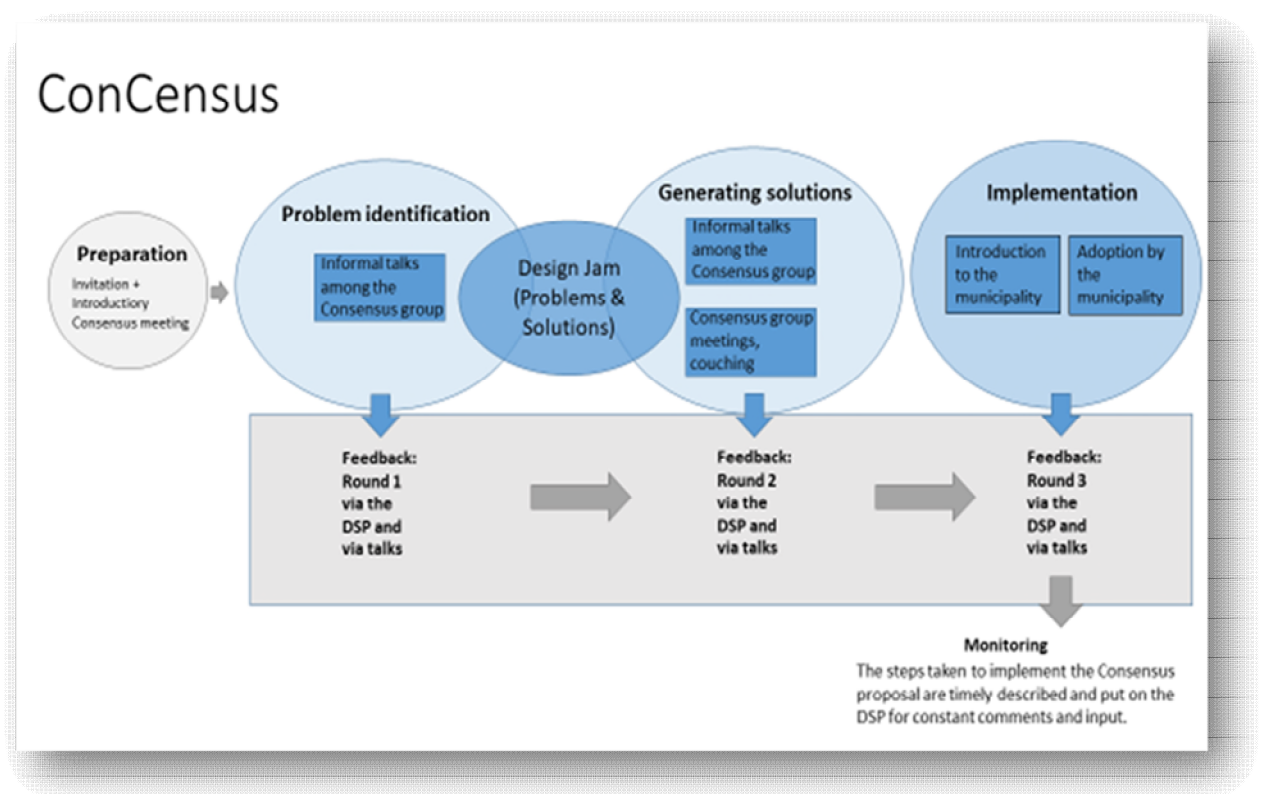 ConCensus
Preparation
Invitation +
Introductiory
Consensus meeting
Problem identification
Informal talks
among the
Consensus group
Design Jam
(Problems &
Solutions)
Generating solutions
Informal talks
among the
Consensus group
Consensus group
meetings,
couching
Implementation
Introduction
to the
municipality
Adoption by
the
municipality
Feedback:
Round 1
via the
DSP and
via talks
Feedback:
Round 2
via the
DSP and
via talks
Feedback:
Round 3
via the
DSP and
via talks
Monitoring
The steps taken to implement the Consensus
proposal are timely described and put on the
DSP for constant comments and input.